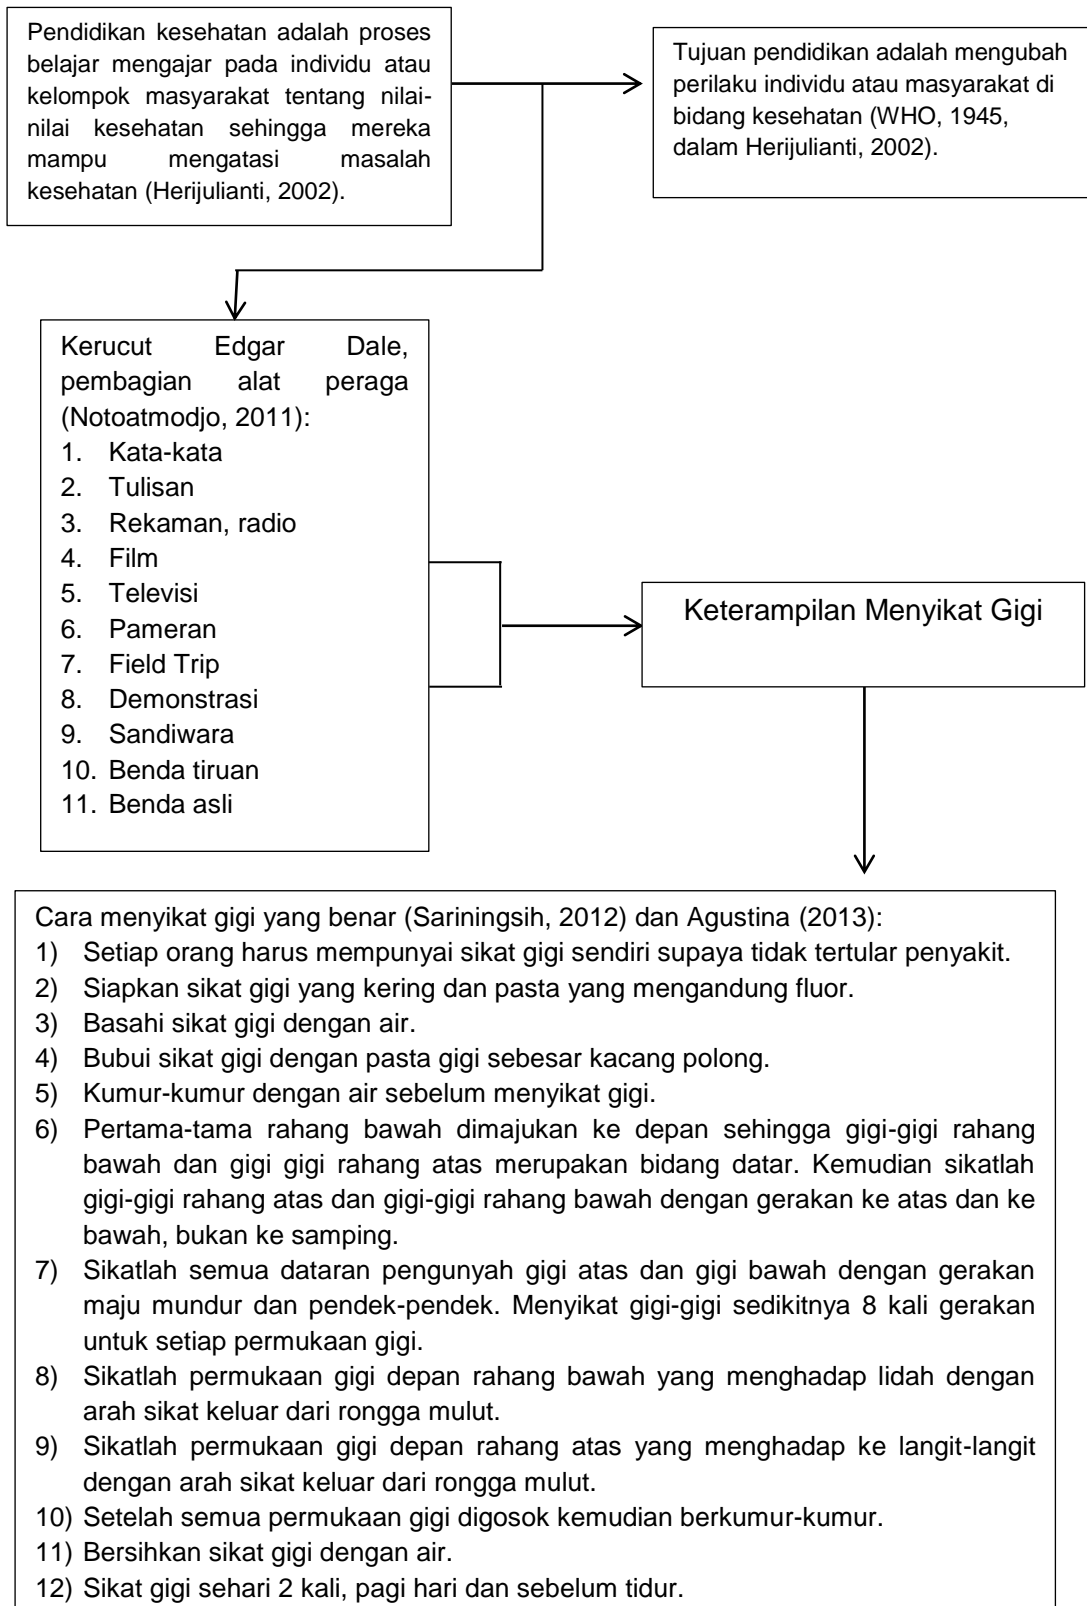 Pendidikan kesehatan adalah proses
belajar mengajar pada individu atau
kelompok masyarakat tentang nilai-
nilai kesehatan sehingga mereka
mampu mengatasi masalah
kesehatan (Herijulianti, 2002).
Tujuan pendidikan adalah mengubah
perilaku individu atau masyarakat di
bidang kesehatan (WHO, 1945,
dalam Herijulianti, 2002).
Kerucut Edgar Dale,
pembagian alat peraga
(Notoatmodjo, 2011):
1. Kata-kata
2. Tulisan
3. Rekaman, radio
4. Film
5. Televisi
6. Pameran
7. Field Trip
8. Demonstrasi
9. Sandiwara
10. Benda tiruan
11. Benda asli
Keterampilan Menyikat Gigi
Cara menyikat gigi yang benar (Sariningsih, 2012) dan Agustina (2013):
1) Setiap orang harus mempunyai sikat gigi sendiri supaya tidak tertular penyakit.
2) Siapkan sikat gigi yang kering dan pasta yang mengandung fluor.
3) Basahi sikat gigi dengan air.
4) Bubui sikat gigi dengan pasta gigi sebesar kacang polong.
5) Kumur-kumur dengan air sebelum menyikat gigi.
6) Pertama-tama rahang bawah dimajukan ke depan sehingga gigi-gigi rahang
bawah dan gigi gigi rahang atas merupakan bidang datar. Kemudian sikatlah
gigi-gigi rahang atas dan gigi-gigi rahang bawah dengan gerakan ke atas dan ke
bawah, bukan ke samping.
7) Sikatlah semua dataran pengunyah gigi atas dan gigi bawah dengan gerakan
maju mundur dan pendek-pendek. Menyikat gigi-gigi sedikitnya 8 kali gerakan
untuk setiap permukaan gigi.
8) Sikatlah permukaan gigi depan rahang bawah yang menghadap lidah dengan
arah sikat keluar dari rongga mulut.
9) Sikatlah permukaan gigi depan rahang atas yang menghadap ke langit-langit
dengan arah sikat keluar dari rongga mulut.
10) Setelah semua permukaan gigi digosok kemudian berkumur-kumur.
11) Bersihkan sikat gigi dengan air.
12) Sikat gigi sehari 2 kali, pagi hari dan sebelum tidur.